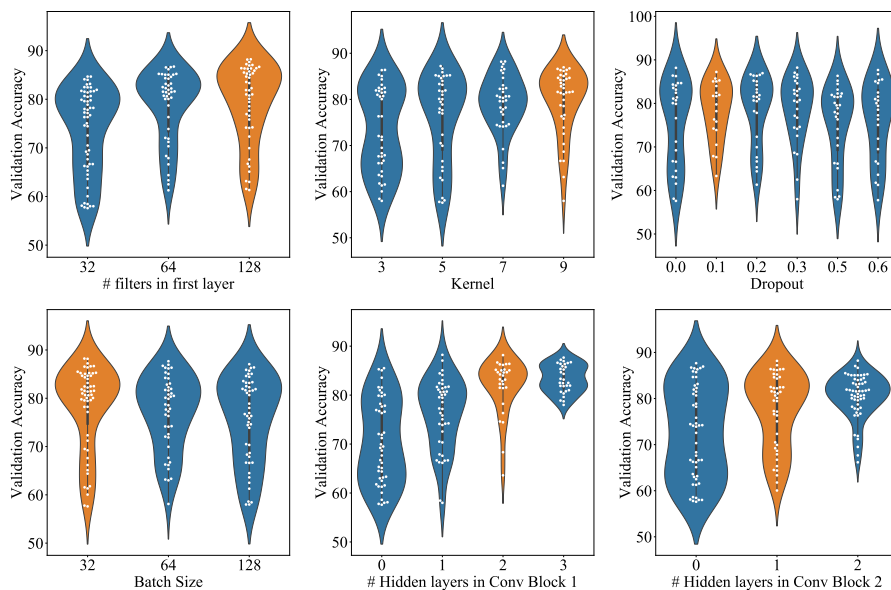 Validation Accuracy
90
80
70
60
50
32 64 128
# filters in first layer
Validation Accuracy
90
80
70
60
50
3 5 7 9
Kernel
Validation Accuracy
100
90
80
70
60
50
0.0 0.1 0.2 0.3 0.5 0.6
Dropout
Validation Accuracy
90
80
70
60
50
32 64 128
Batch Size
Validation Accuracy
90
80
70
60
50
0 1 2 3
# Hidden layers in Conv Block 1
Validation Accuracy
90
80
70
60
50
0 1 2
# Hidden layers in Conv Block 2